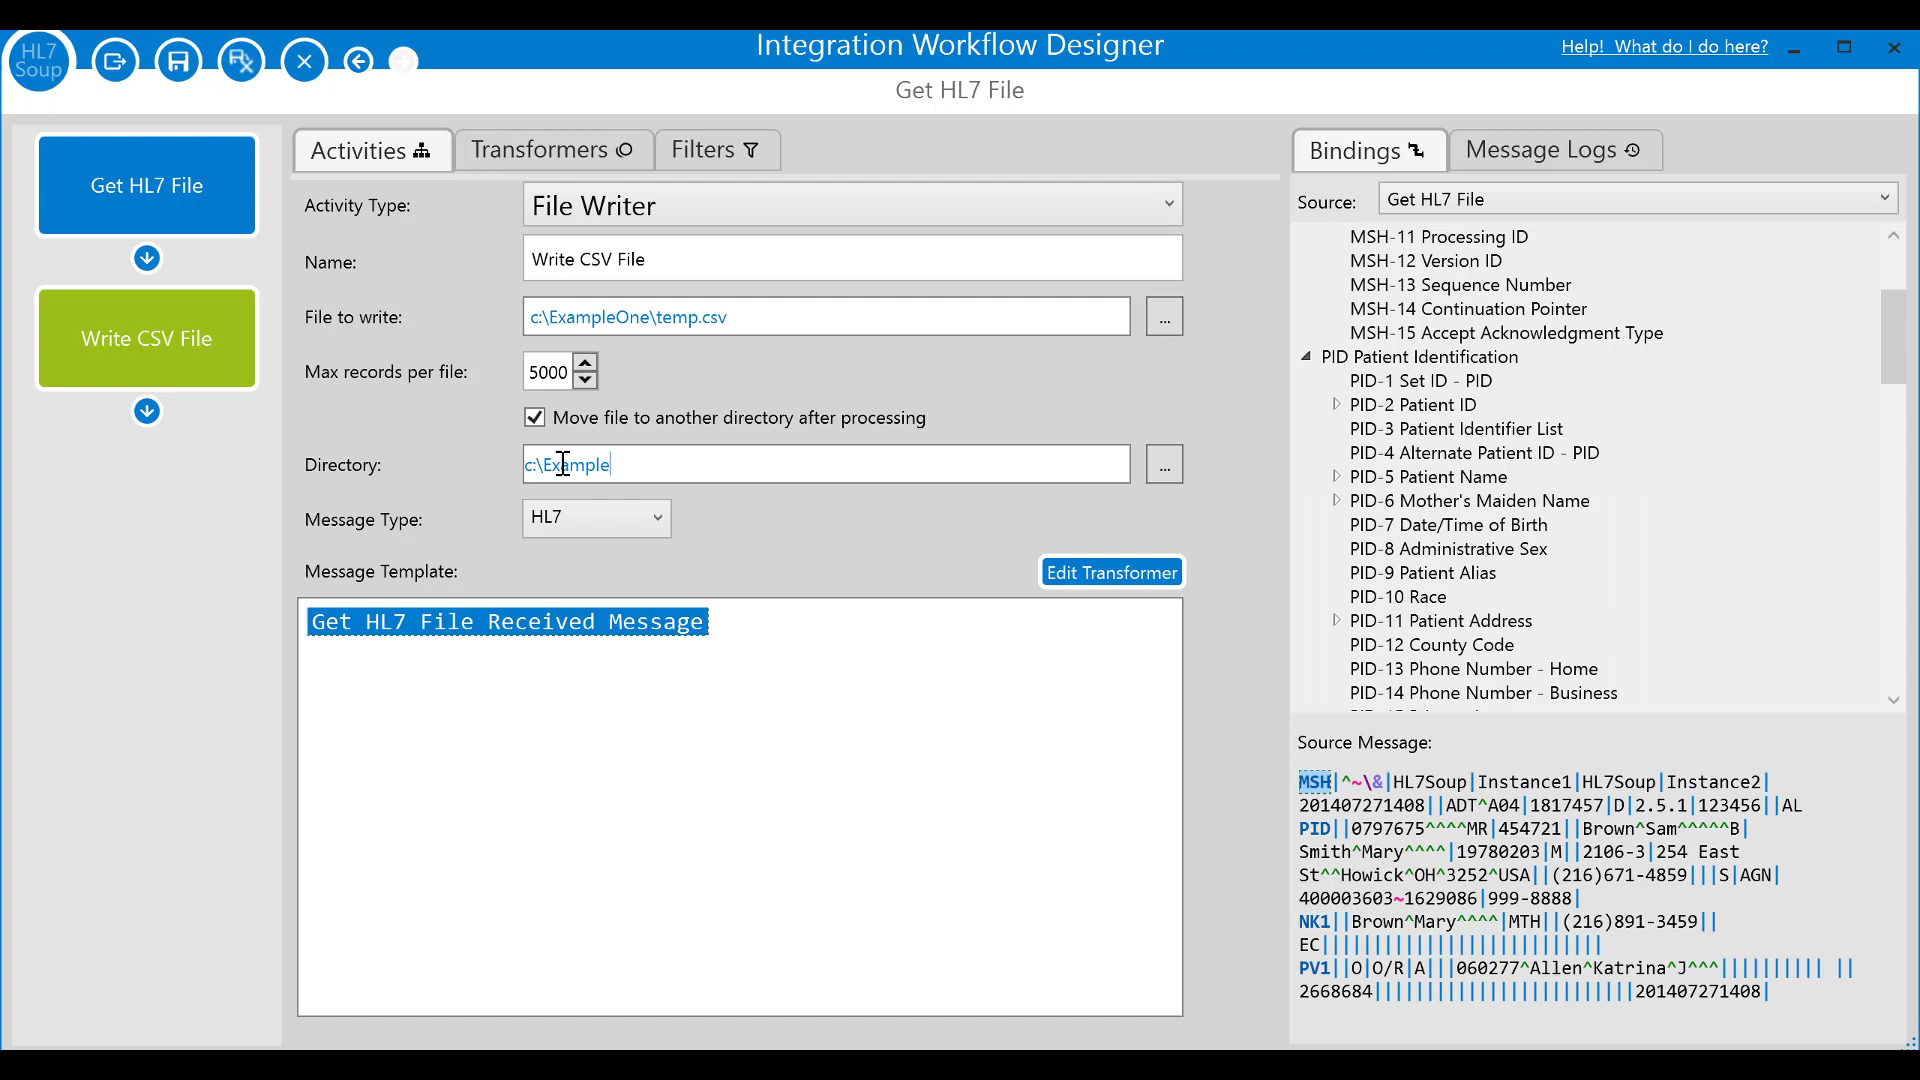 HL7
Soup
Integration Workflow Designer
Help! What do I do here?
Get HL7 File
Get HL7 File
Write CSV File
Activities
Transformers
Filters
Activity Type:
File Writer
Name:
Write CSV File
File to write:
c:\ExampleOne\temp.csv
...
Max records per file:
5000
Move file to another directory after processing
Directory:
c:\Example
...
Message Type:
HL7
Message Template:
Edit Transformer
Get HL7 File Received Message
Bindings
Message Logs
Source:
Get HL7 File
MSH-11 Processing ID
MSH-12 Version ID
MSH-13 Sequence Number
MSH-14 Continuation Pointer
MSH-15 Accept Acknowledgment Type
PID Patient Identification
PID-1 Set ID - PID
PID-2 Patient ID
PID-3 Patient Identifier List
PID-4 Alternate Patient ID - PID
PID-5 Patient Name
PID-6 Mother's Maiden Name
PID-7 Date/Time of Birth
PID-8 Administrative Sex
PID-9 Patient Alias
PID-10 Race
PID-11 Patient Address
PID-12 County Code
PID-13 Phone Number - Home
PID-14 Phone Number - Business
Source Message:
MSH|^~\&|HL7Soup|Instance1|HL7Soup|Instance2|
201407271408||ADT^A04|1817457|D|2.5.1|123456||AL
PID||0797675^^^^MR|454721||Brown^Sam^^^^^B|
Smith^Mary^^^^|19780203|M||2106-3|254 East
St^^Howick^OH^3252^USA||(216)671-4859|||S|AGN|
400003603~1629086|999-8888|
NK1||Brown^Mary^^^^|MTH||(216)891-3459||
EC||||||||||||||||||||||||||
PV1||O|O/R|A|||060277^Allen^Katrina^J^^^|||||||||| ||
2668684||||||||||||||||||||||||201407271408|